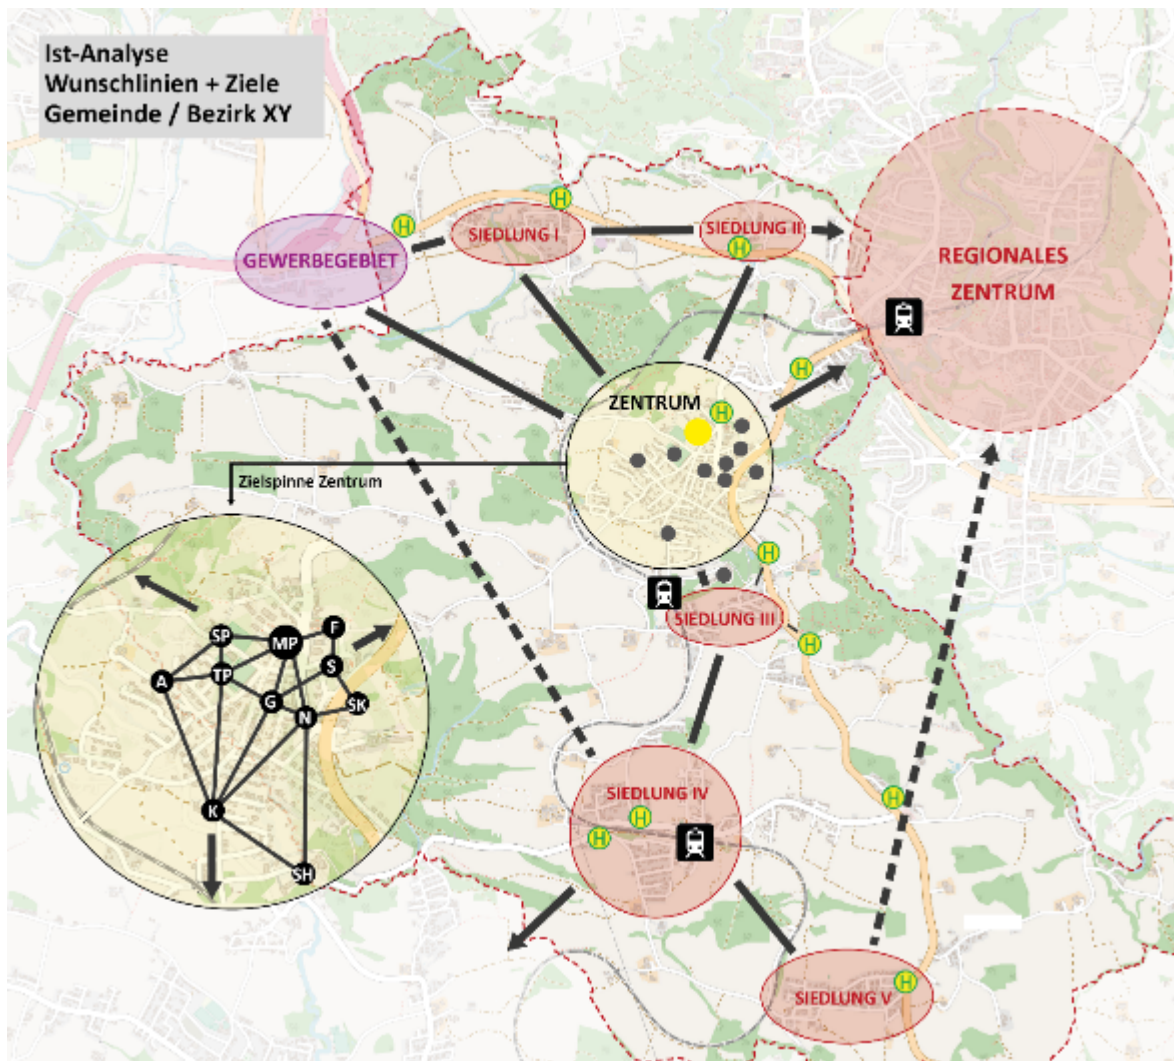 Ist-Analyse
Wunschlinien + Ziele
Gemeinde / Bezirk XY
H
H
SIEDLUNG I
SIEDLUNG II
H
GEWERBEGEBIET
REGIONALES
ZENTRUM
H
ZENTRUM
H
Zielspinne Zentrum
H
SIEDLUNG III
H
SP
MP
F
A
TP
S
G
N
SK
K
SH
SIEDLUNG IV
H
H
H
SIEDLUNG V
H